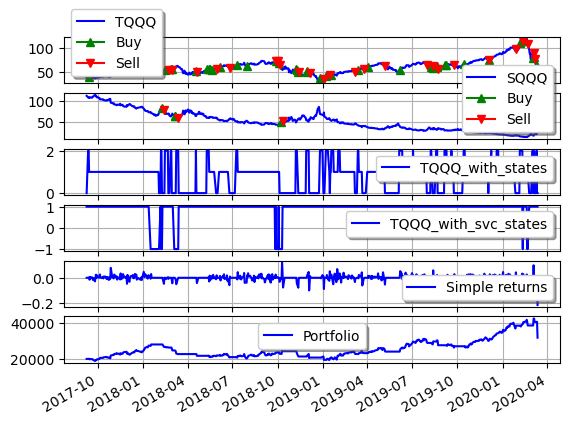 TQQQ
Buy
Sell
100
50
SQQQ
Buy
Sell
100
50
2
0
TQQQ_with_states
1
0
−1
TQQQ_with_svc_states
0.0
−0.2
Simple returns
40000
20000
Portfolio
2017-10
2018-01
2018-04
2018-07
2018-10
2019-01
2019-04
2019-07
2019-10
2020-01
2020-04